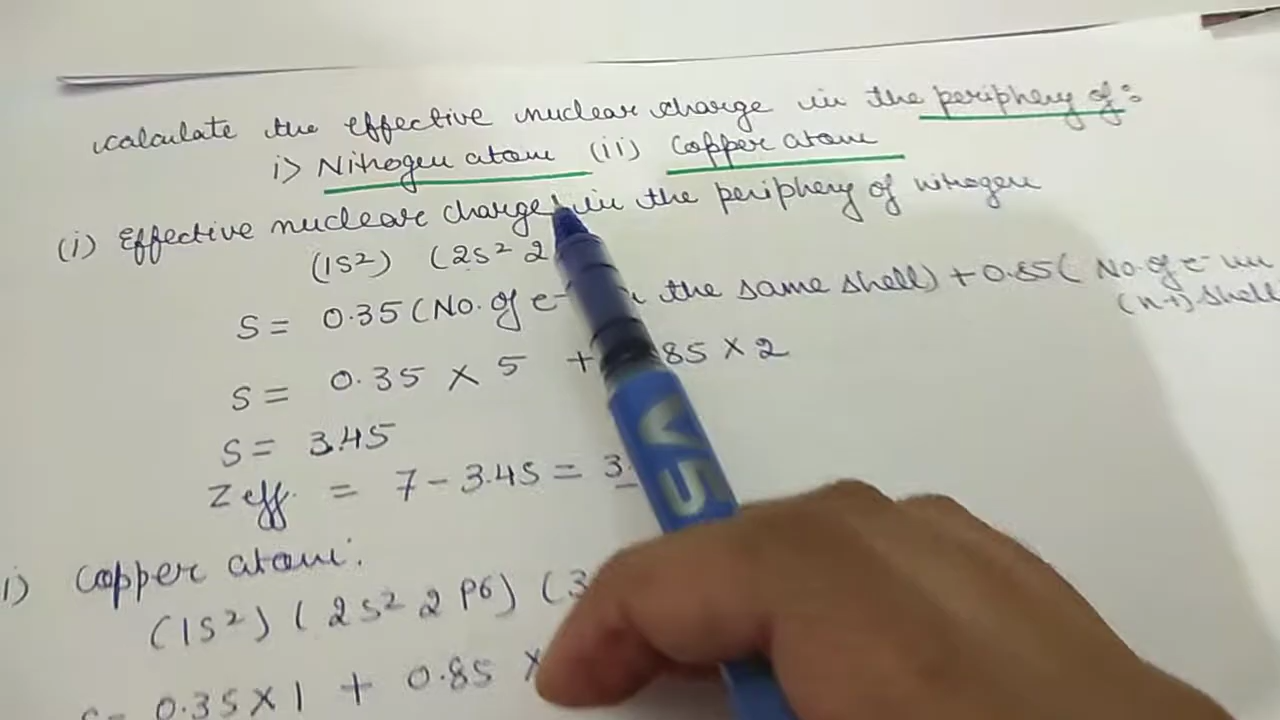 calculate the effective nuclear charge in the periphery of:
i) Nitrogen atom (ii) Copper atom
(i) Effective nuclear charge in the periphery of nitrogen
(1s²) (2s² 2
S = 0.35 (No. of e- the same shell) + 0.85 ( No. of e- in
(n-1) shell
S = 0.35 × 5 + 85 × 2
S = 3.45
Z eff. = 7 - 3.45 = 3.
i) Copper atom:
(1s²) (2s² 2p6) (3
S= 0.35×1 + 0.85 ×
V5